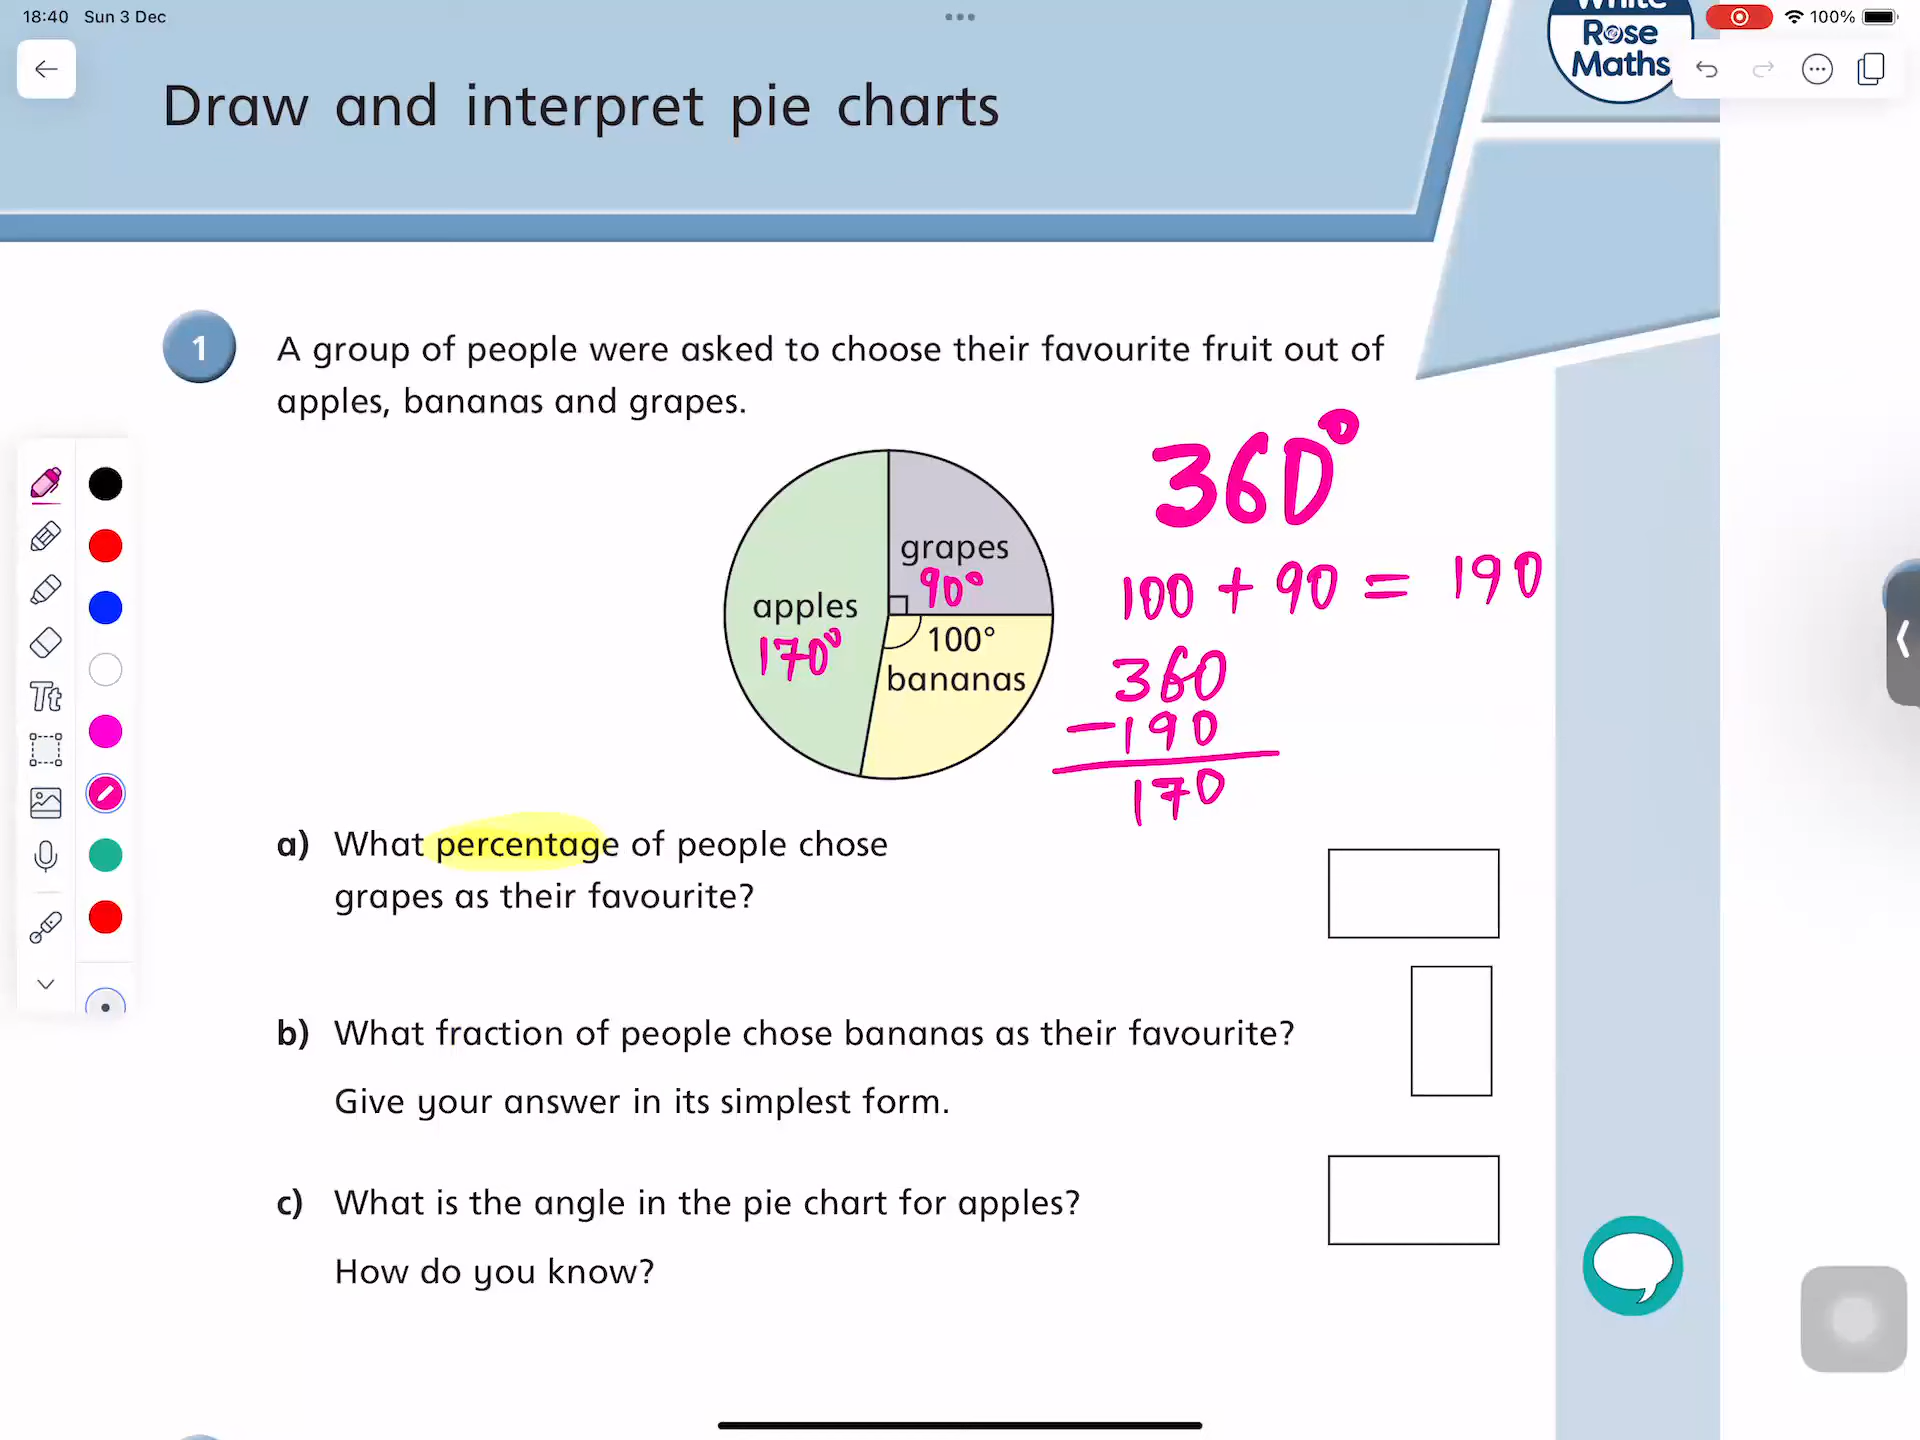 18:40 Sun 3 Dec
100%
White
Rose
Maths
Draw and interpret pie charts
1
A group of people were asked to choose their favourite fruit out of
apples, bananas and grapes.
360°
grapes
90°
100 + 90 = 190
apples
170°
100°
bananas
360
-190
170
a) What percentage of people chose
grapes as their favourite?
b) What fraction of people chose bananas as their favourite?
Give your answer in its simplest form.
c) What is the angle in the pie chart for apples?
How do you know?
Tt